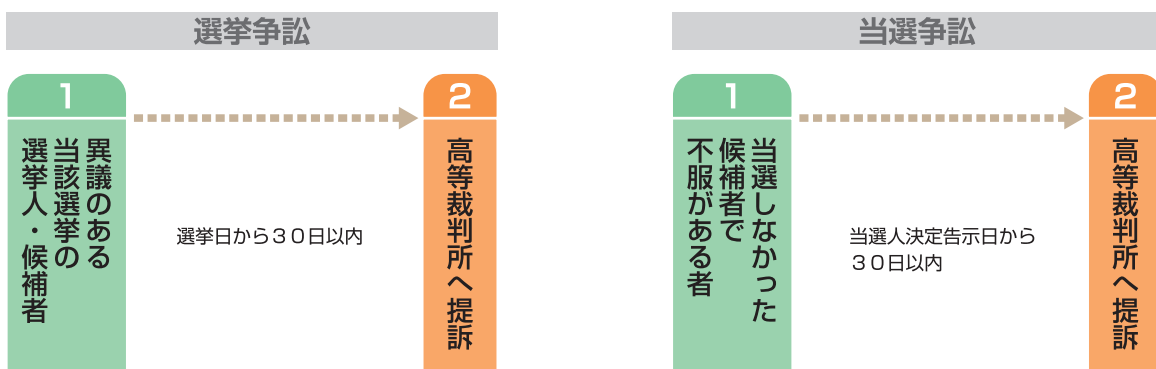 選挙争訟
1
異議のある
当該選挙の
選挙人・候補者
選挙日から30日以内
2
高等裁判所へ提訴
当選争訟
1
当選しなかった
候補者で
不服がある者
当選人決定告示日から
30日以内
2
高等裁判所へ提訴